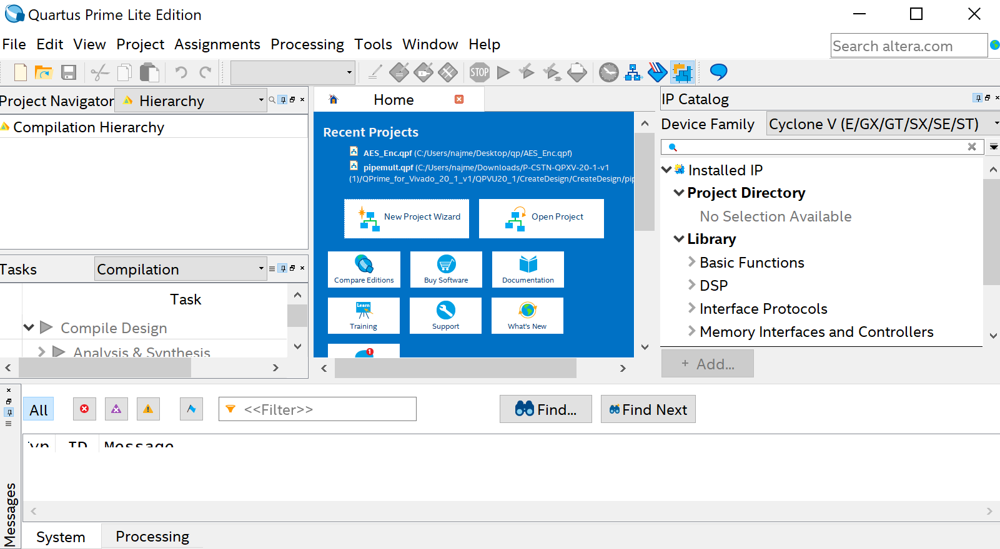 Quartus Prime Lite Edition
File Edit View Project Assignments Processing Tools Window Help
Search altera.com
STOP
Project Navigator Hierarchy
Compilation Hierarchy
Home
Recent Projects
AES_Enc.qpf (C:/Users/najme/Desktop/qp/AES_Enc.qpf)
pipemult.qpf (C:/Users/najme/Downloads/P-CSTN-QPXV-20-1-v1
(1)/QPrime_for_Vivado_20_1_v1/QPVU20_1/CreateDesign/CreateDesign/pip
New Project Wizard
Open Project
Compare Editions
Buy Software
Documentation
Learn
Training
Support
What's New
1
IP Catalog
Device Family Cyclone V (E/GX/GT/SX/SE/ST)
Installed IP
Project Directory
No Selection Available
Library
Basic Functions
DSP
Interface Protocols
Memory Interfaces and Controllers
+ Add...
Tasks Compilation
Task
Compile Design
Analysis & Synthesis
All
<<Filter>>
Find...
Find Next
ID Message
Messages
System Processing